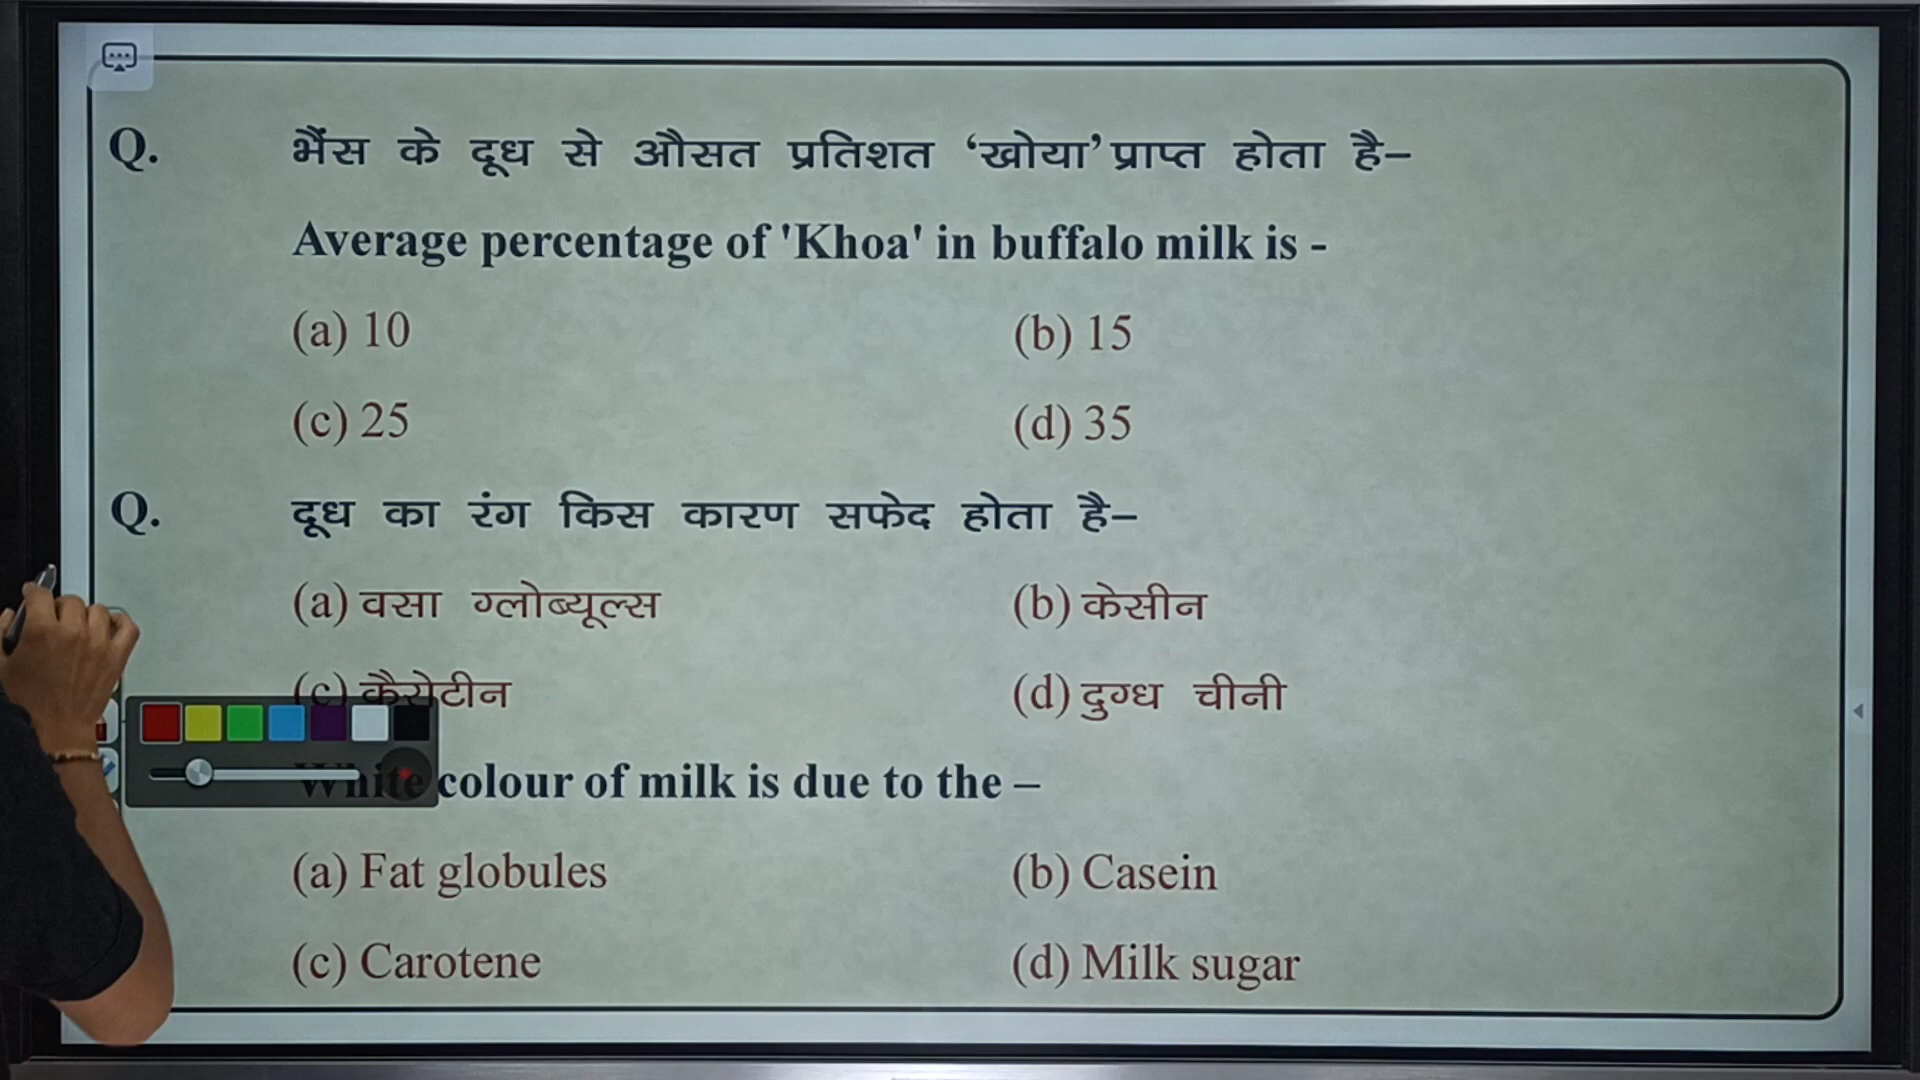 Q. भैंस के दूध से औसत प्रतिशत ‘खोया’ प्राप्त होता है–
Average percentage of 'Khoa' in buffalo milk is -
(a) 10 (b) 15
(c) 25 (d) 35
Q. दूध का रंग किस कारण सफेद होता है–
(a) वसा ग्लोब्यूल्स (b) केसीन
(c) कैरोटीन (d) दुग्ध चीनी
White colour of milk is due to the –
(a) Fat globules (b) Casein
(c) Carotene (d) Milk sugar